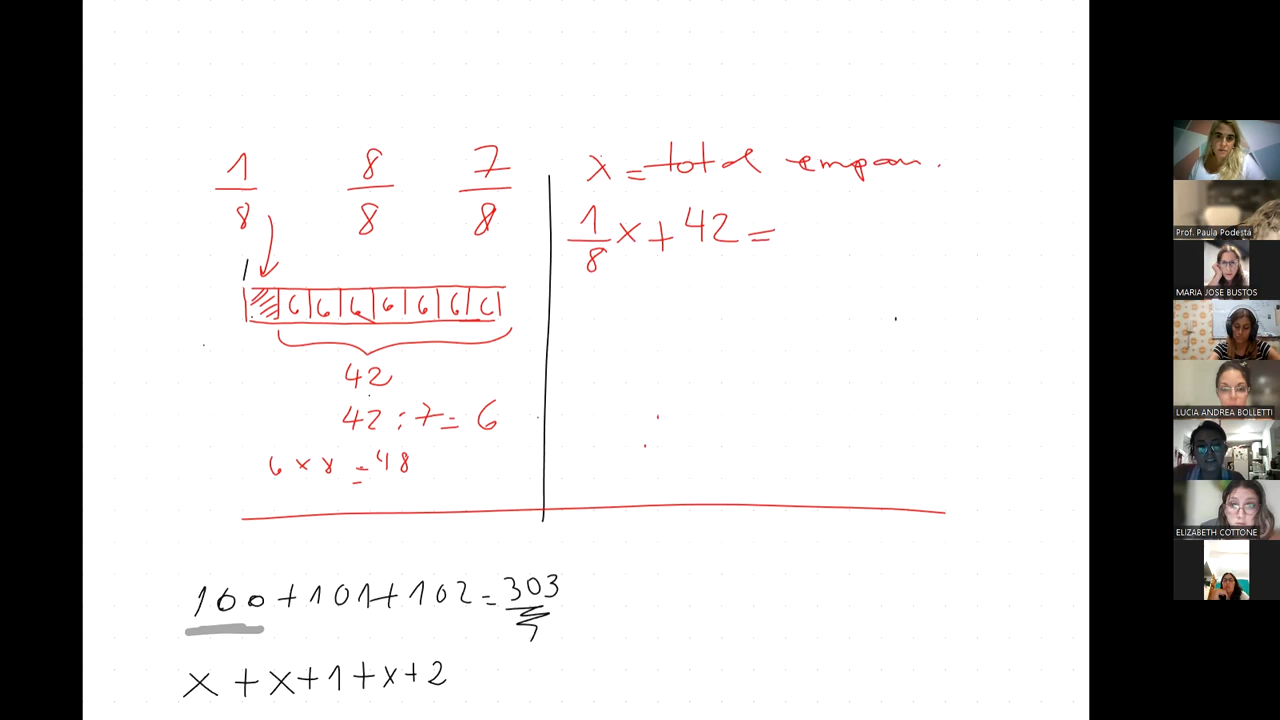 1/8 8/8 7/8
6 6 6 6 6 6 6
42
42 : 7 = 6
6 x 8 = 48
x = total empan.
1/8 x + 42 =
100 + 101 + 102 = 303
x + x + 1 + x + 2
Prof. Paula Podestá
MARIA JOSE BUSTOS
LUCIA ANDREA BOLLETTI
ELIZABETH COTTONE